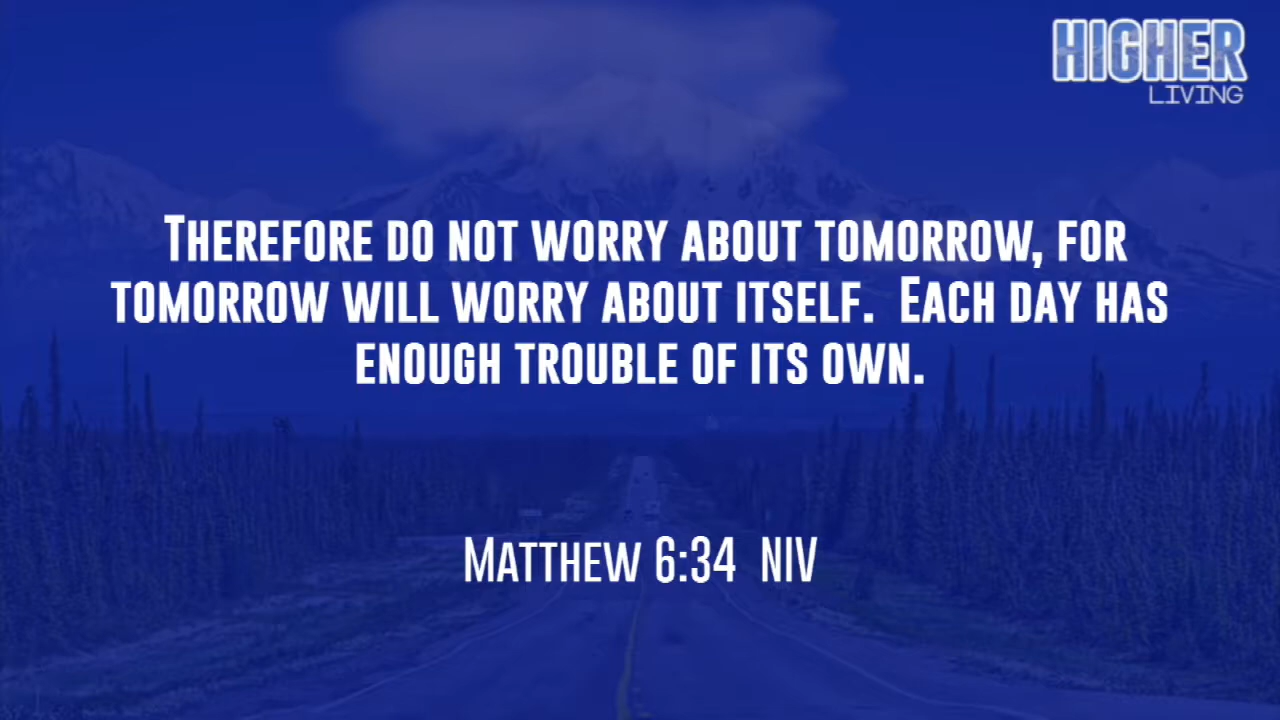 HIGHER
LIVING
THEREFORE DO NOT WORRY ABOUT TOMORROW, FOR
TOMORROW WILL WORRY ABOUT ITSELF. EACH DAY HAS
ENOUGH TROUBLE OF ITS OWN.
MATTHEW 6:34 NIV